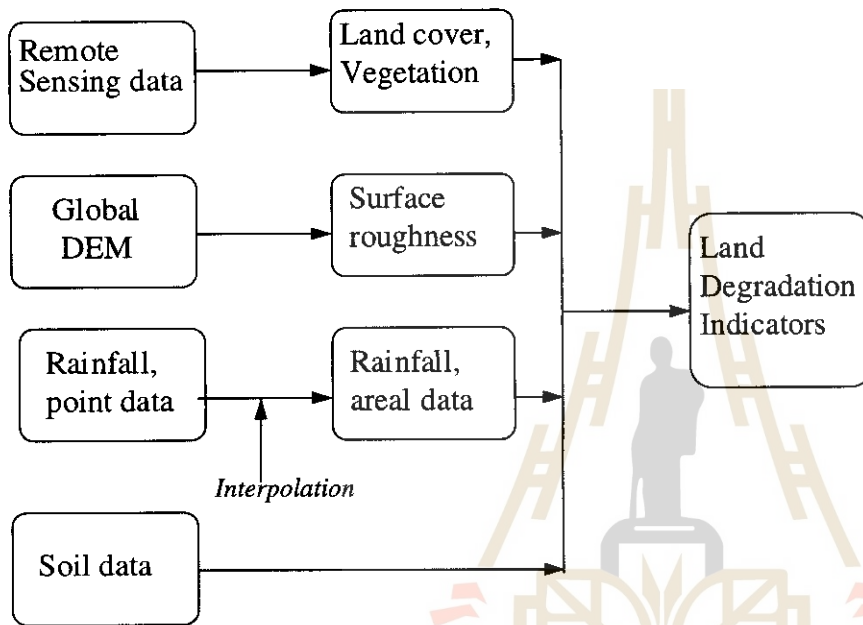 Remote
Sensing data
Land cover,
Vegetation
Global
DEM
Surface
roughness
Land
Degradation
Indicators
Rainfall,
point data
Rainfall,
areal data
Interpolation
Soil data